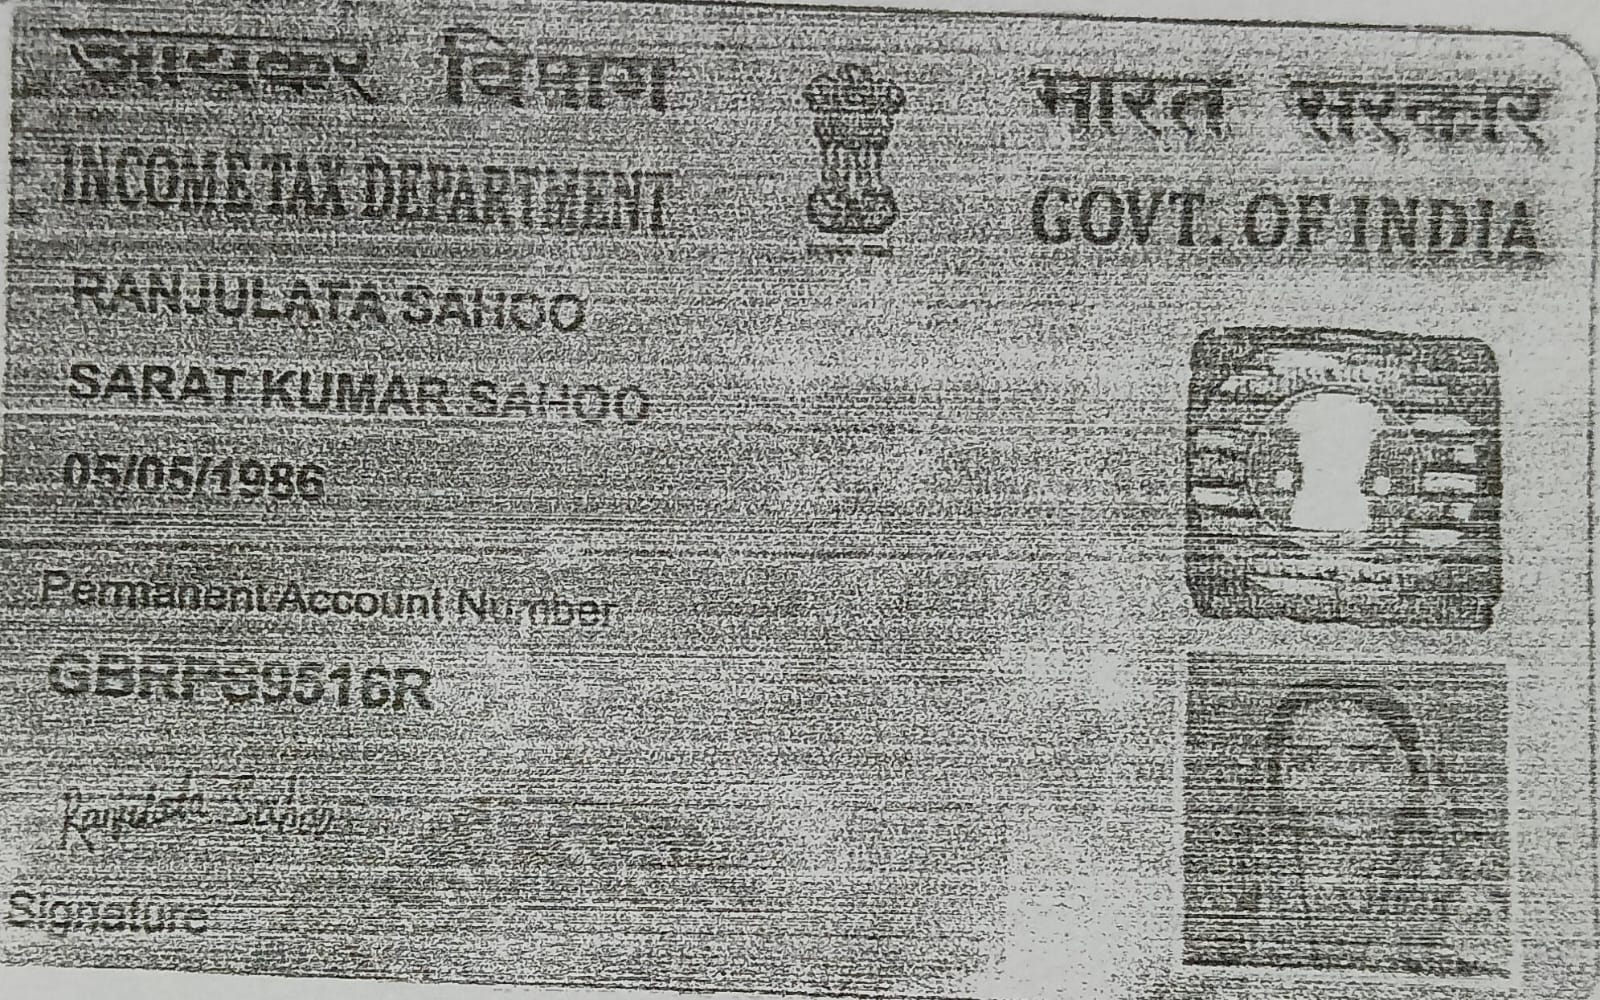 आयकर विभाग
INCOME TAX DEPARTMENT
भारत सरकार
GOVT. OF INDIA
RANJULATA SAHOO
SARAT KUMAR SAHOO
05/05/1986
Permanent Account Number
GBRPS9516R
Ranjulata Sahoo
Signature